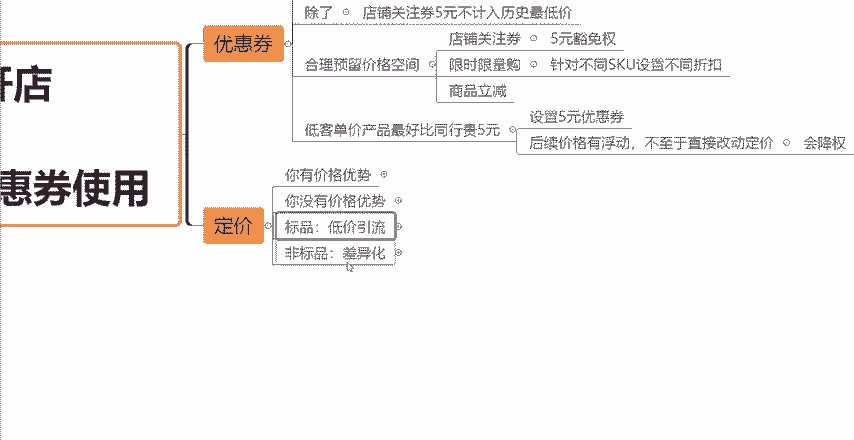 开店
惠券使用
优惠券
除了
店铺关注券5元不计入历史最低价
合理预留价格空间
店铺关注券
5元豁免权
限时限量购
针对不同SKU设置不同折扣
商品立减
低客单价产品最好比同行贵5元
设置5元优惠券
后续价格有浮动，不至于直接改动定价
会降权
定价
你有价格优势
你没有价格优势
标品：低价引流
非标品：差异化